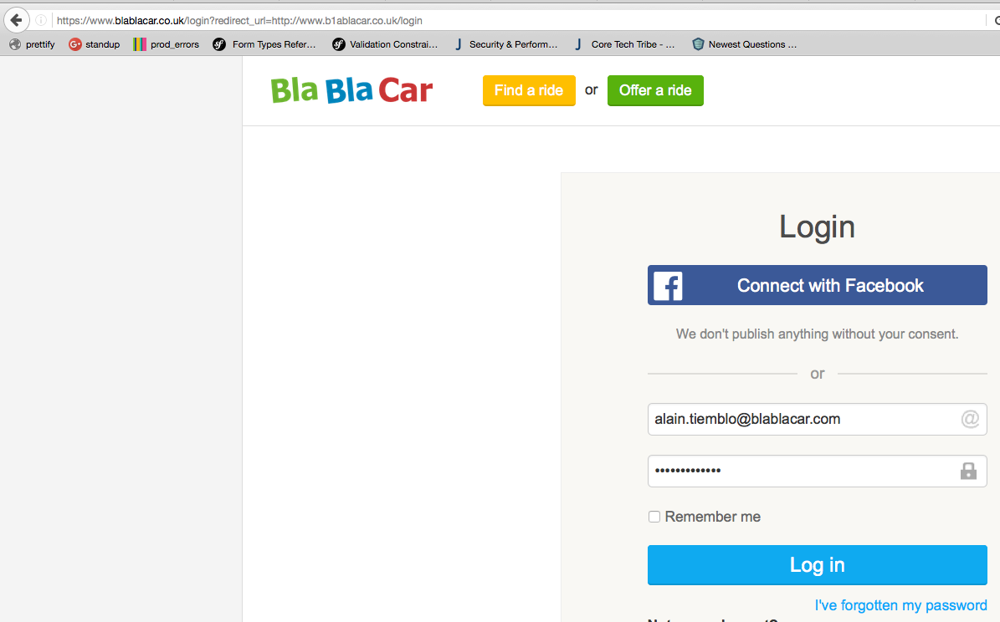 https://www.blablacar.co.uk/login?redirect_url=http://www.b1ablacar.co.uk/login
prettify standup prod_errors Form Types Refer... Validation Constrai... Security & Perform... Core Tech Tribe - ... Newest Questions ...
Bla Bla Car Find a ride or Offer a ride
Login
Connect with Facebook
We don't publish anything without your consent.
or
alain.tiemblo@blablacar.com @
•••••••••••••
Remember me
Log in
I've forgotten my password